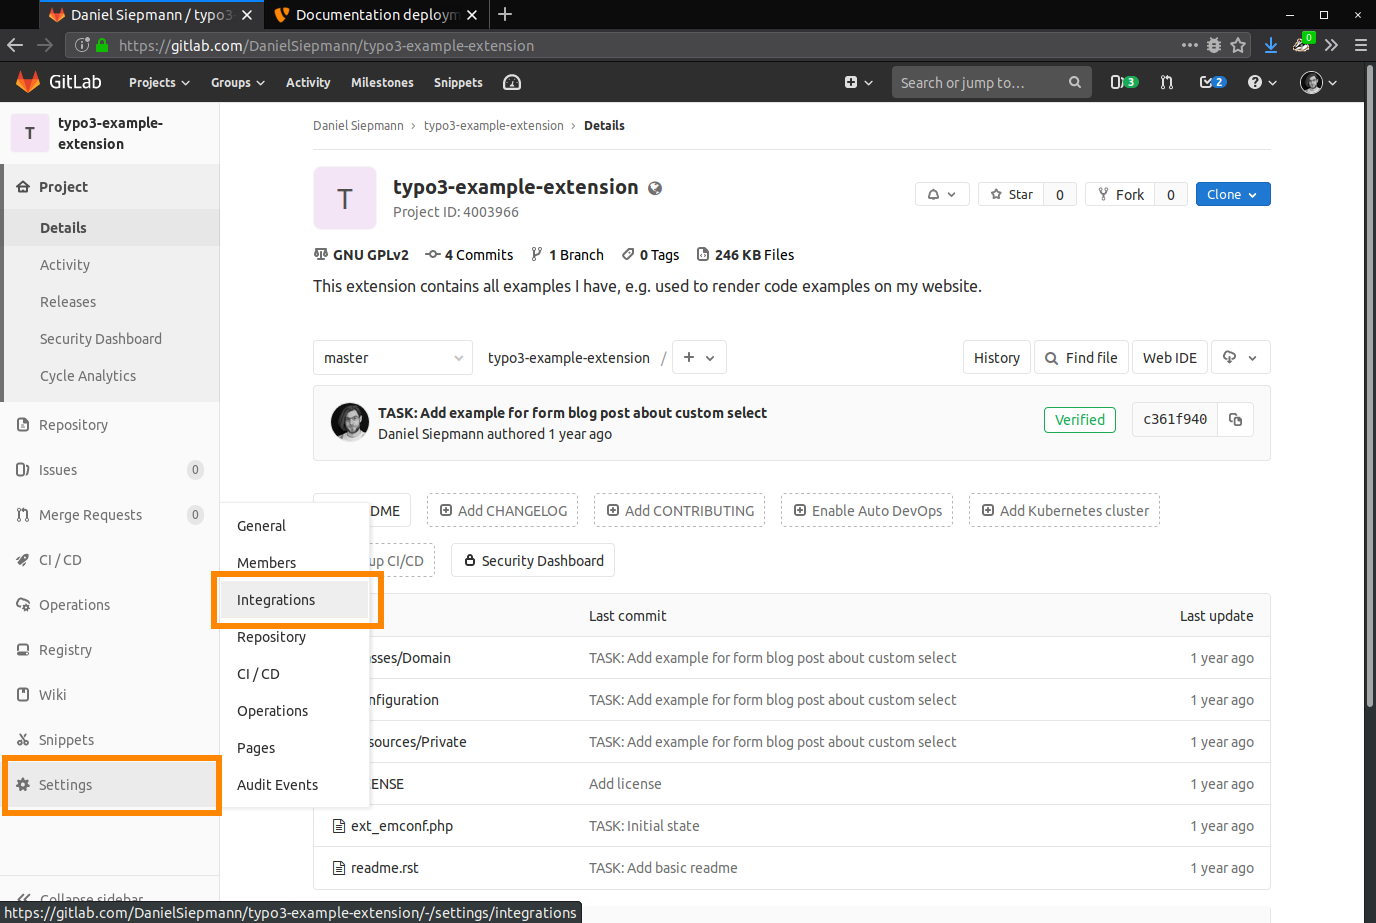 Daniel Siepmann / typo3-
Documentation deploym
https://gitlab.com/DanielSiepmann/typo3-example-extension
0
GitLab
Projects
Groups
Activity
Milestones
Snippets
Search or jump to…
3
2
T
typo3-example-extension
Project
Details
Activity
Releases
Security Dashboard
Cycle Analytics
Repository
Issues 0
Merge Requests 0
CI / CD
Operations
Registry
Wiki
Snippets
Settings
Collapse sidebar
General
Members
Integrations
Repository
CI / CD
Operations
Pages
Audit Events
Daniel Siepmann › typo3-example-extension › Details
T
typo3-example-extension
Project ID: 4003966
Star 0
Fork 0
Clone
GNU GPLv2 4 Commits 1 Branch 0 Tags 246 KB Files
This extension contains all examples I have, e.g. used to render code examples on my website.
master
typo3-example-extension /
History
Find file
Web IDE
TASK: Add example for form blog post about custom select
Daniel Siepmann authored 1 year ago
Verified
c361f940
DME
Add CHANGELOG
Add CONTRIBUTING
Enable Auto DevOps
Add Kubernetes cluster
up CI/CD
Security Dashboard
Last commit Last update
sses/Domain TASK: Add example for form blog post about custom select 1 year ago
nfiguration TASK: Add example for form blog post about custom select 1 year ago
sources/Private TASK: Add example for form blog post about custom select 1 year ago
ENSE Add license 1 year ago
ext_emconf.php TASK: Initial state 1 year ago
readme.rst TASK: Add basic readme 1 year ago
https://gitlab.com/DanielSiepmann/typo3-example-extension/-/settings/integrations